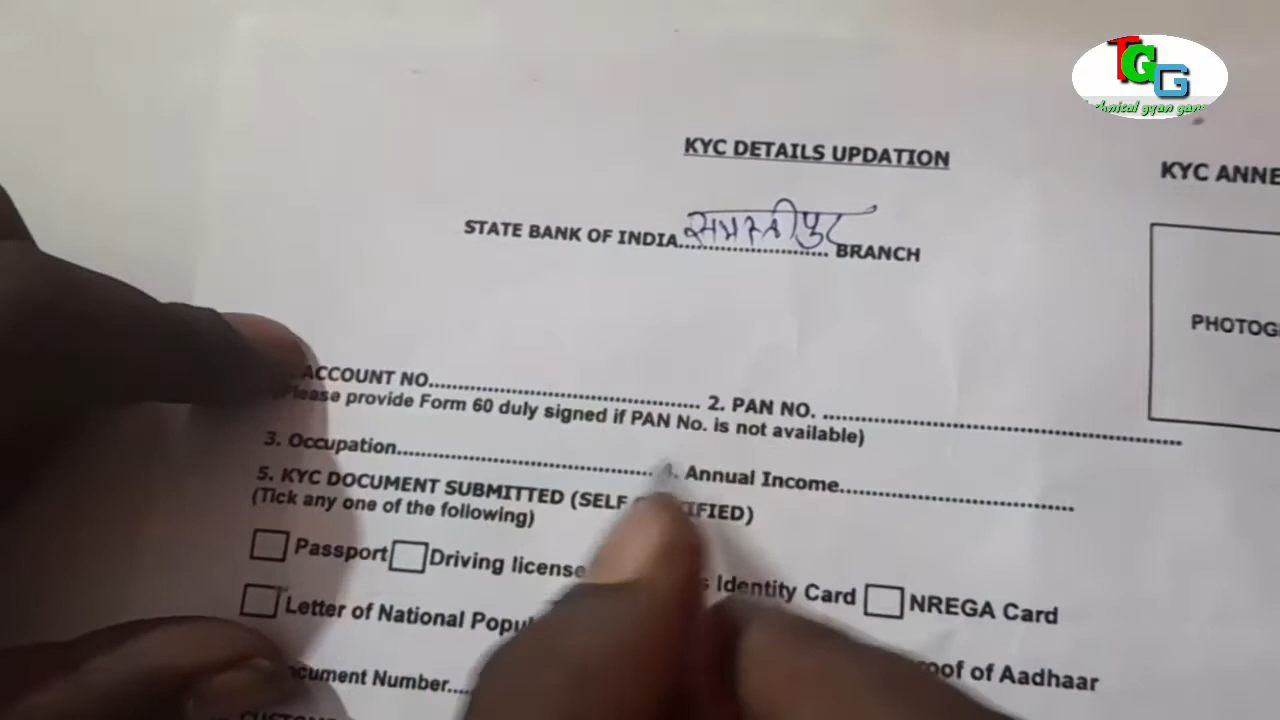 TGG
KYC DETAILS UPDATION
KYC ANNE
STATE BANK OF INDIA समस्तीपुर BRANCH
PHOTOG
ACCOUNT NO.................................................. 2. PAN NO. ..................................................
(Please provide Form 60 duly signed if PAN No. is not available)
3. Occupation.................................................. 4. Annual Income..................................................
5. KYC DOCUMENT SUBMITTED (SELF IFIED)
(Tick any one of the following)
Passport Driving license s Identity Card NREGA Card
Letter of National Popul
oof of Aadhaar
cument Number....